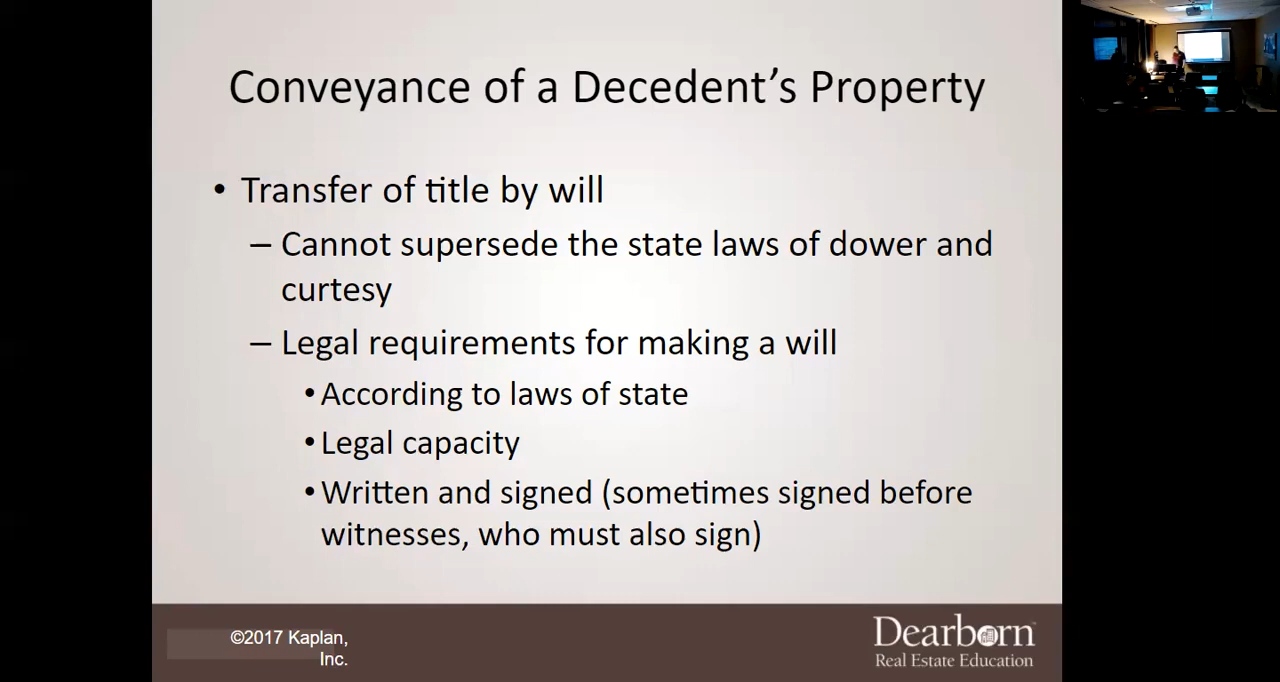 Conveyance of a Decedent's Property
• Transfer of title by will
– Cannot supersede the state laws of dower and
curtesy
– Legal requirements for making a will
• According to laws of state
• Legal capacity
• Written and signed (sometimes signed before
witnesses, who must also sign)
©2017 Kaplan,
Inc.
Dearborn™
Real Estate Education